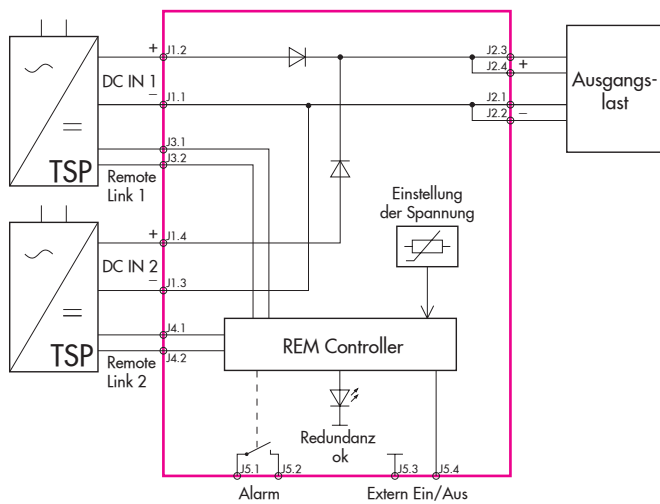 +
J1.2
DC IN 1
−
J1.1
J3.1
J3.2
TSP
Remote
Link 1
+
J1.4
DC IN 2
−
J1.3
J4.1
J4.2
TSP
Remote
Link 2
J2.3
J2.4
+
J2.1
J2.2
−
Ausgangs-
last
Einstellung
der Spannung
REM Controller
Redundanz
ok
J5.1
J5.2
J5.3
J5.4
Alarm
Extern Ein/Aus